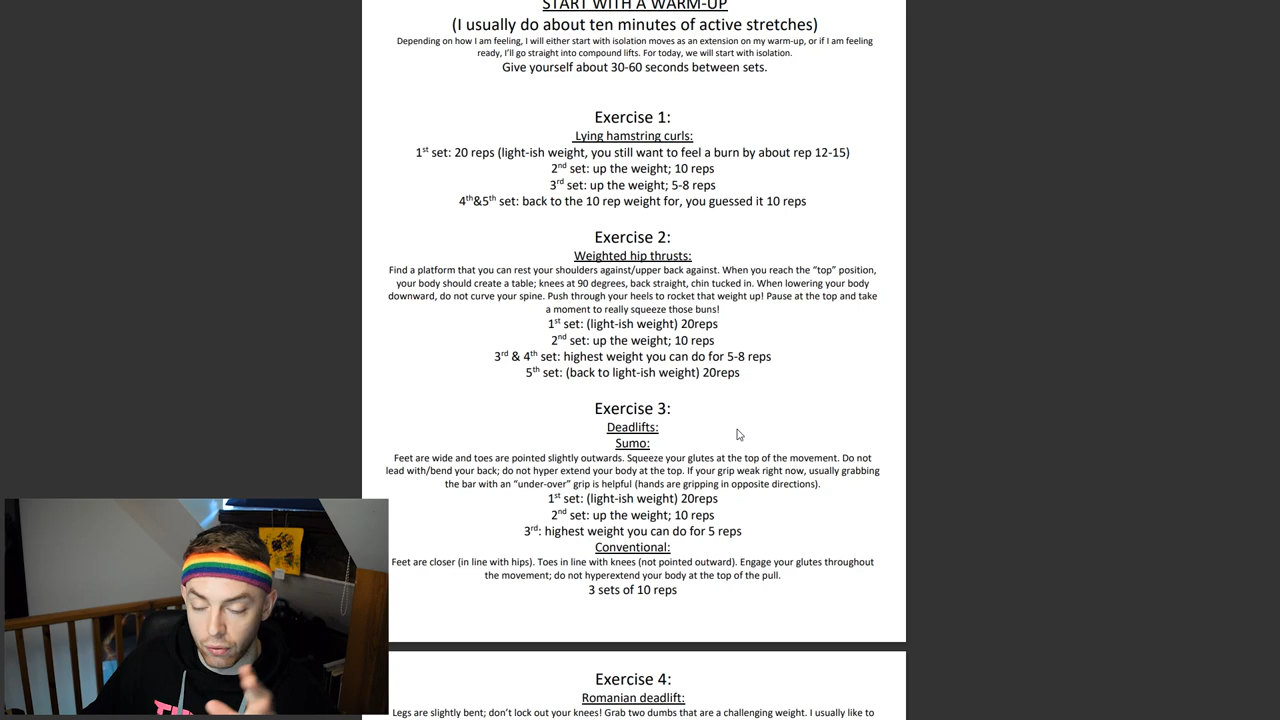 START WITH A WARM-UP
(I usually do about ten minutes of active stretches)
Depending on how I am feeling, I will either start with isolation moves as an extension on my warm-up, or if I am feeling
ready, I'll go straight into compound lifts. For today, we will start with isolation.
Give yourself about 30-60 seconds between sets.
Exercise 1:
Lying hamstring curls:
1st set: 20 reps (light-ish weight, you still want to feel a burn by about rep 12-15)
2nd set: up the weight; 10 reps
3rd set: up the weight; 5-8 reps
4th&5th set: back to the 10 rep weight for, you guessed it 10 reps
Exercise 2:
Weighted hip thrusts:
Find a platform that you can rest your shoulders against/upper back against. When you reach the “top” position,
your body should create a table; knees at 90 degrees, back straight, chin tucked in. When lowering your body
downward, do not curve your spine. Push through your heels to rocket that weight up! Pause at the top and take
a moment to really squeeze those buns!
1st set: (light-ish weight) 20reps
2nd set: up the weight; 10 reps
3rd & 4th set: highest weight you can do for 5-8 reps
5th set: (back to light-ish weight) 20reps
Exercise 3:
Deadlifts:
Sumo:
Feet are wide and toes are pointed slightly outwards. Squeeze your glutes at the top of the movement. Do not
lead with/bend your back; do not hyper extend your body at the top. If your grip weak right now, usually grabbing
the bar with an “under-over” grip is helpful (hands are gripping in opposite directions).
1st set: (light-ish weight) 20reps
2nd set: up the weight; 10 reps
3rd: highest weight you can do for 5 reps
Conventional:
Feet are closer (in line with hips). Toes in line with knees (not pointed outward). Engage your glutes throughout
the movement; do not hyperextend your body at the top of the pull.
3 sets of 10 reps
Exercise 4:
Romanian deadlift:
Legs are slightly bent; don't lock out your knees! Grab two dumbs that are a challenging weight. I usually like to